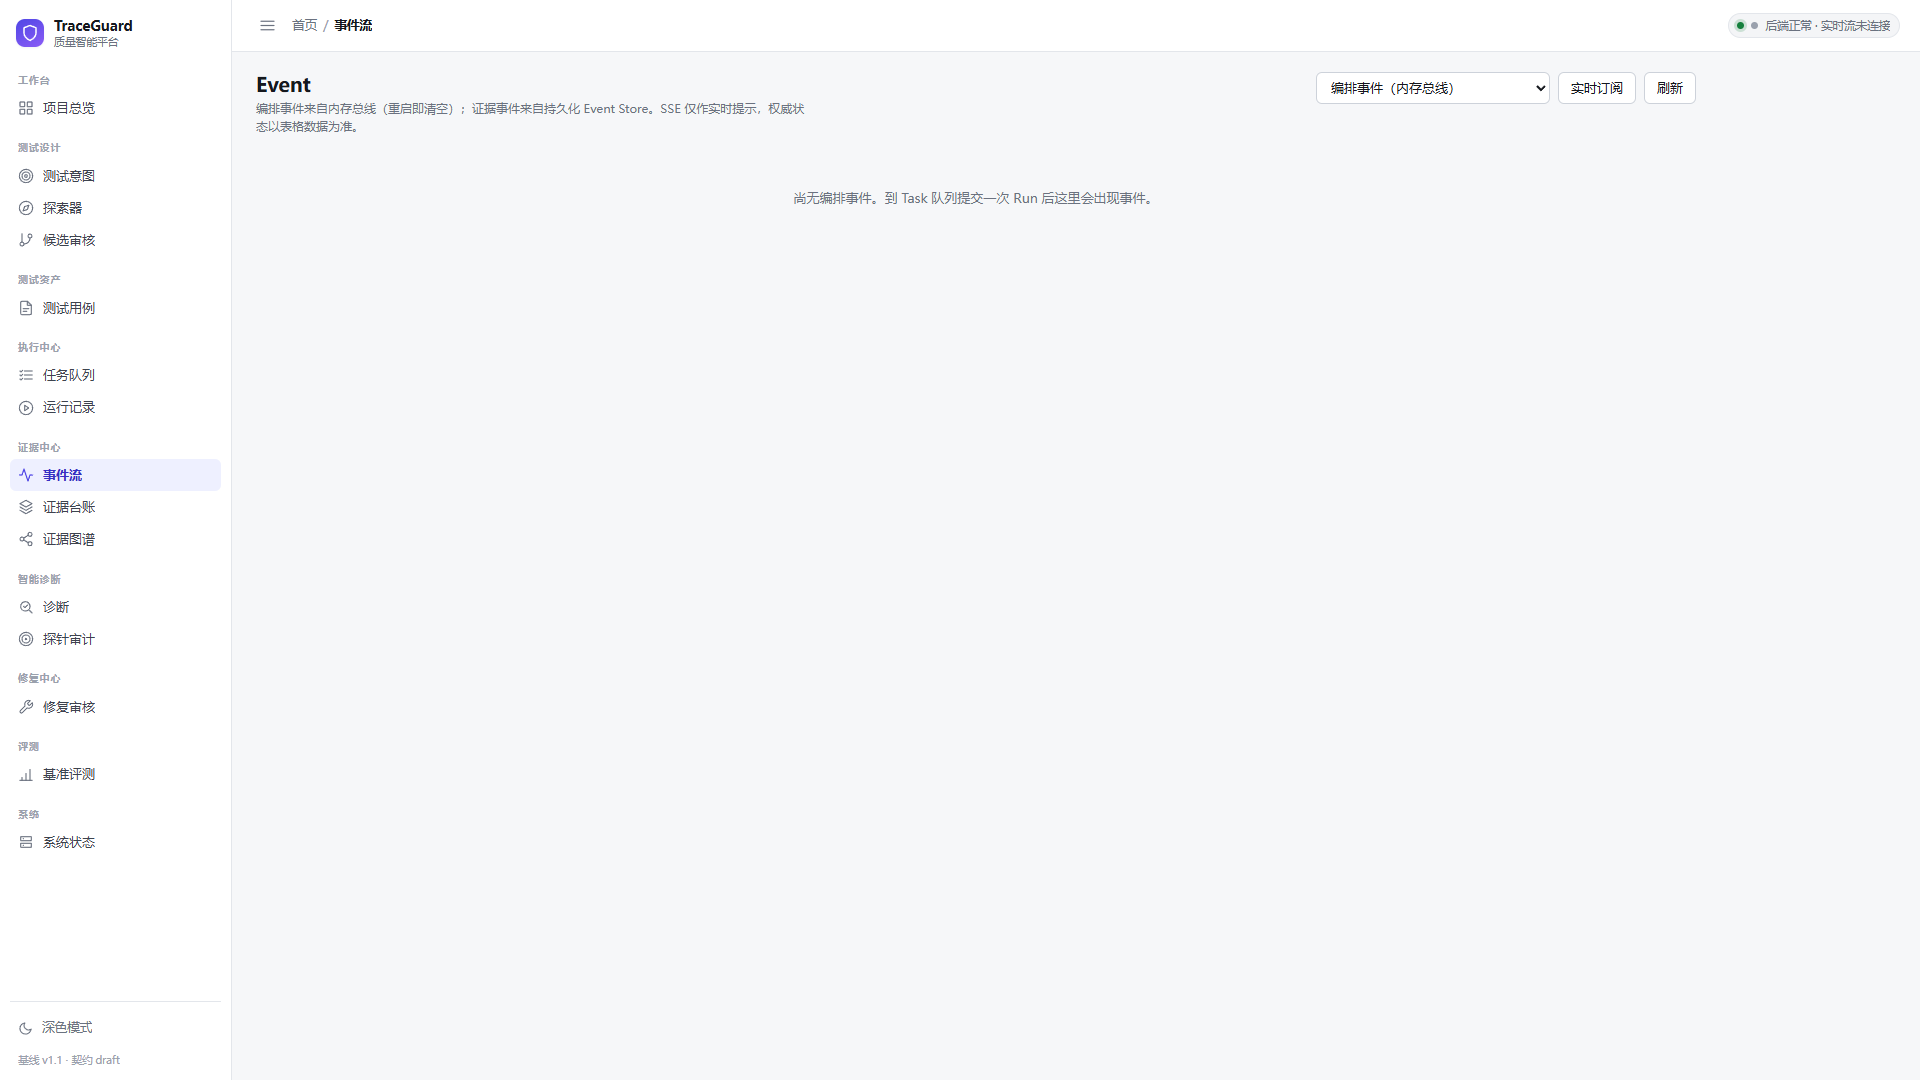 TraceGuard
质量智能平台
工作台
项目总览
测试设计
测试意图
探索器
候选审核
测试资产
测试用例
执行中心
任务队列
运行记录
证据中心
事件流
证据台账
证据图谱
智能诊断
诊断
探针审计
修复中心
修复审核
评测
基准评测
系统
系统状态
深色模式
基线 v1.1 · 契约 draft
首页 / 事件流
后端正常 · 实时流未连接
Event
编排事件来自内存总线（重启即清空）；证据事件来自持久化 Event Store。SSE 仅作实时提示，权威状
态以表格数据为准。
编排事件（内存总线）
实时订阅
刷新
尚无编排事件。到 Task 队列提交一次 Run 后这里会出现事件。